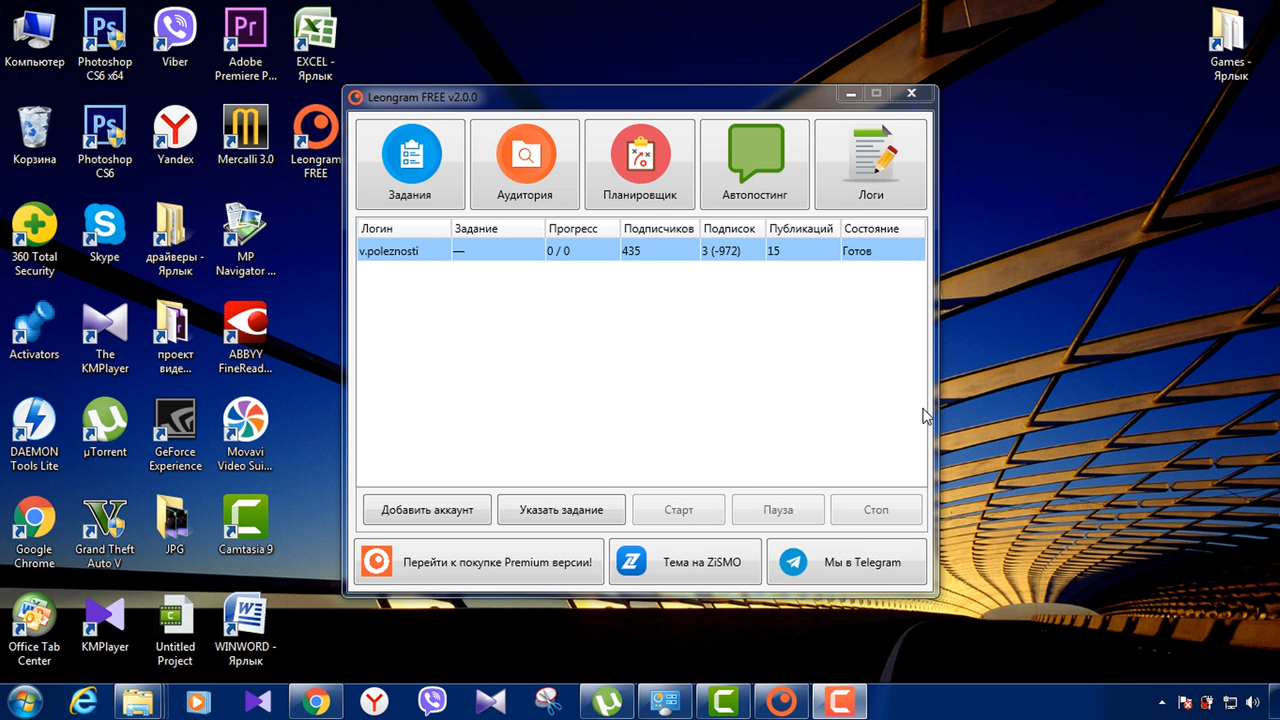 Компьютер
Photoshop
CS6 x64
Viber
Adobe
Premiere P...
EXCEL -
Ярлык
Games -
Ярлык
Корзина
Photoshop
CS6
Yandex
Mercalli 3.0
Leongram
FREE
360 Total
Security
Skype
драйверы -
Ярлык
MP
Navigator ...
Activators
The
KMPlayer
проект
виде...
ABBYY
FineRead...
DAEMON
Tools Lite
µTorrent
GeForce
Experience
Movavi
Video Sui...
Google
Chrome
Grand Theft
Auto V
JPG
Camtasia 9
Office Tab
Center
KMPlayer
Untitled
Project
WINWORD -
Ярлык
Leongram FREE v2.0.0
Задания Аудитория Планировщик Автопостинг Логи
Логин Задание Прогресс Подписчиков Подписок Публикаций Состояние
v.poleznosti — 0 / 0 435 3 (-972) 15 Готов
Добавить аккаунт Указать задание Старт Пауза Стоп
Перейти к покупке Premium версии! Тема на ZiSMO Мы в Telegram